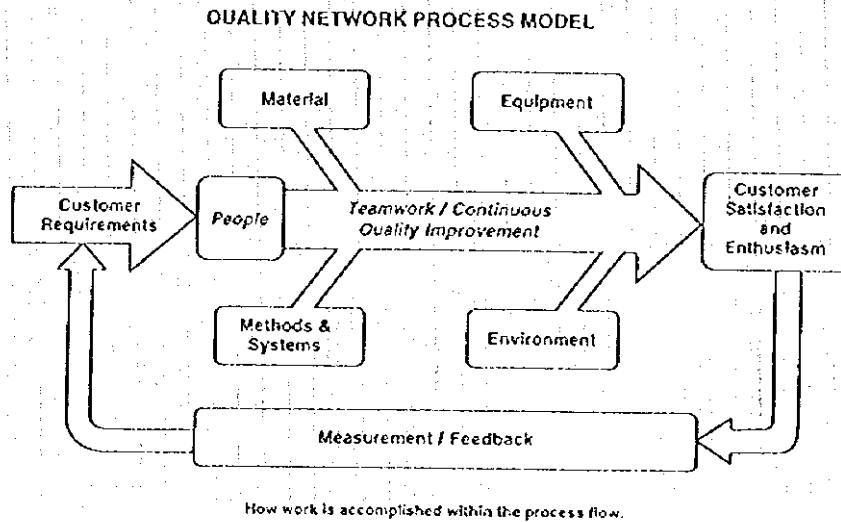 QUALITY NETWORK PROCESS MODEL
Material
Equipment
Customer
Requirements
People
Teamwork / Continuous
Quality Improvement
Customer
Satisfaction
and
Enthusiasm
Methods &
Systems
Environment
Measurement / Feedback
How work is accomplished within the process flow.